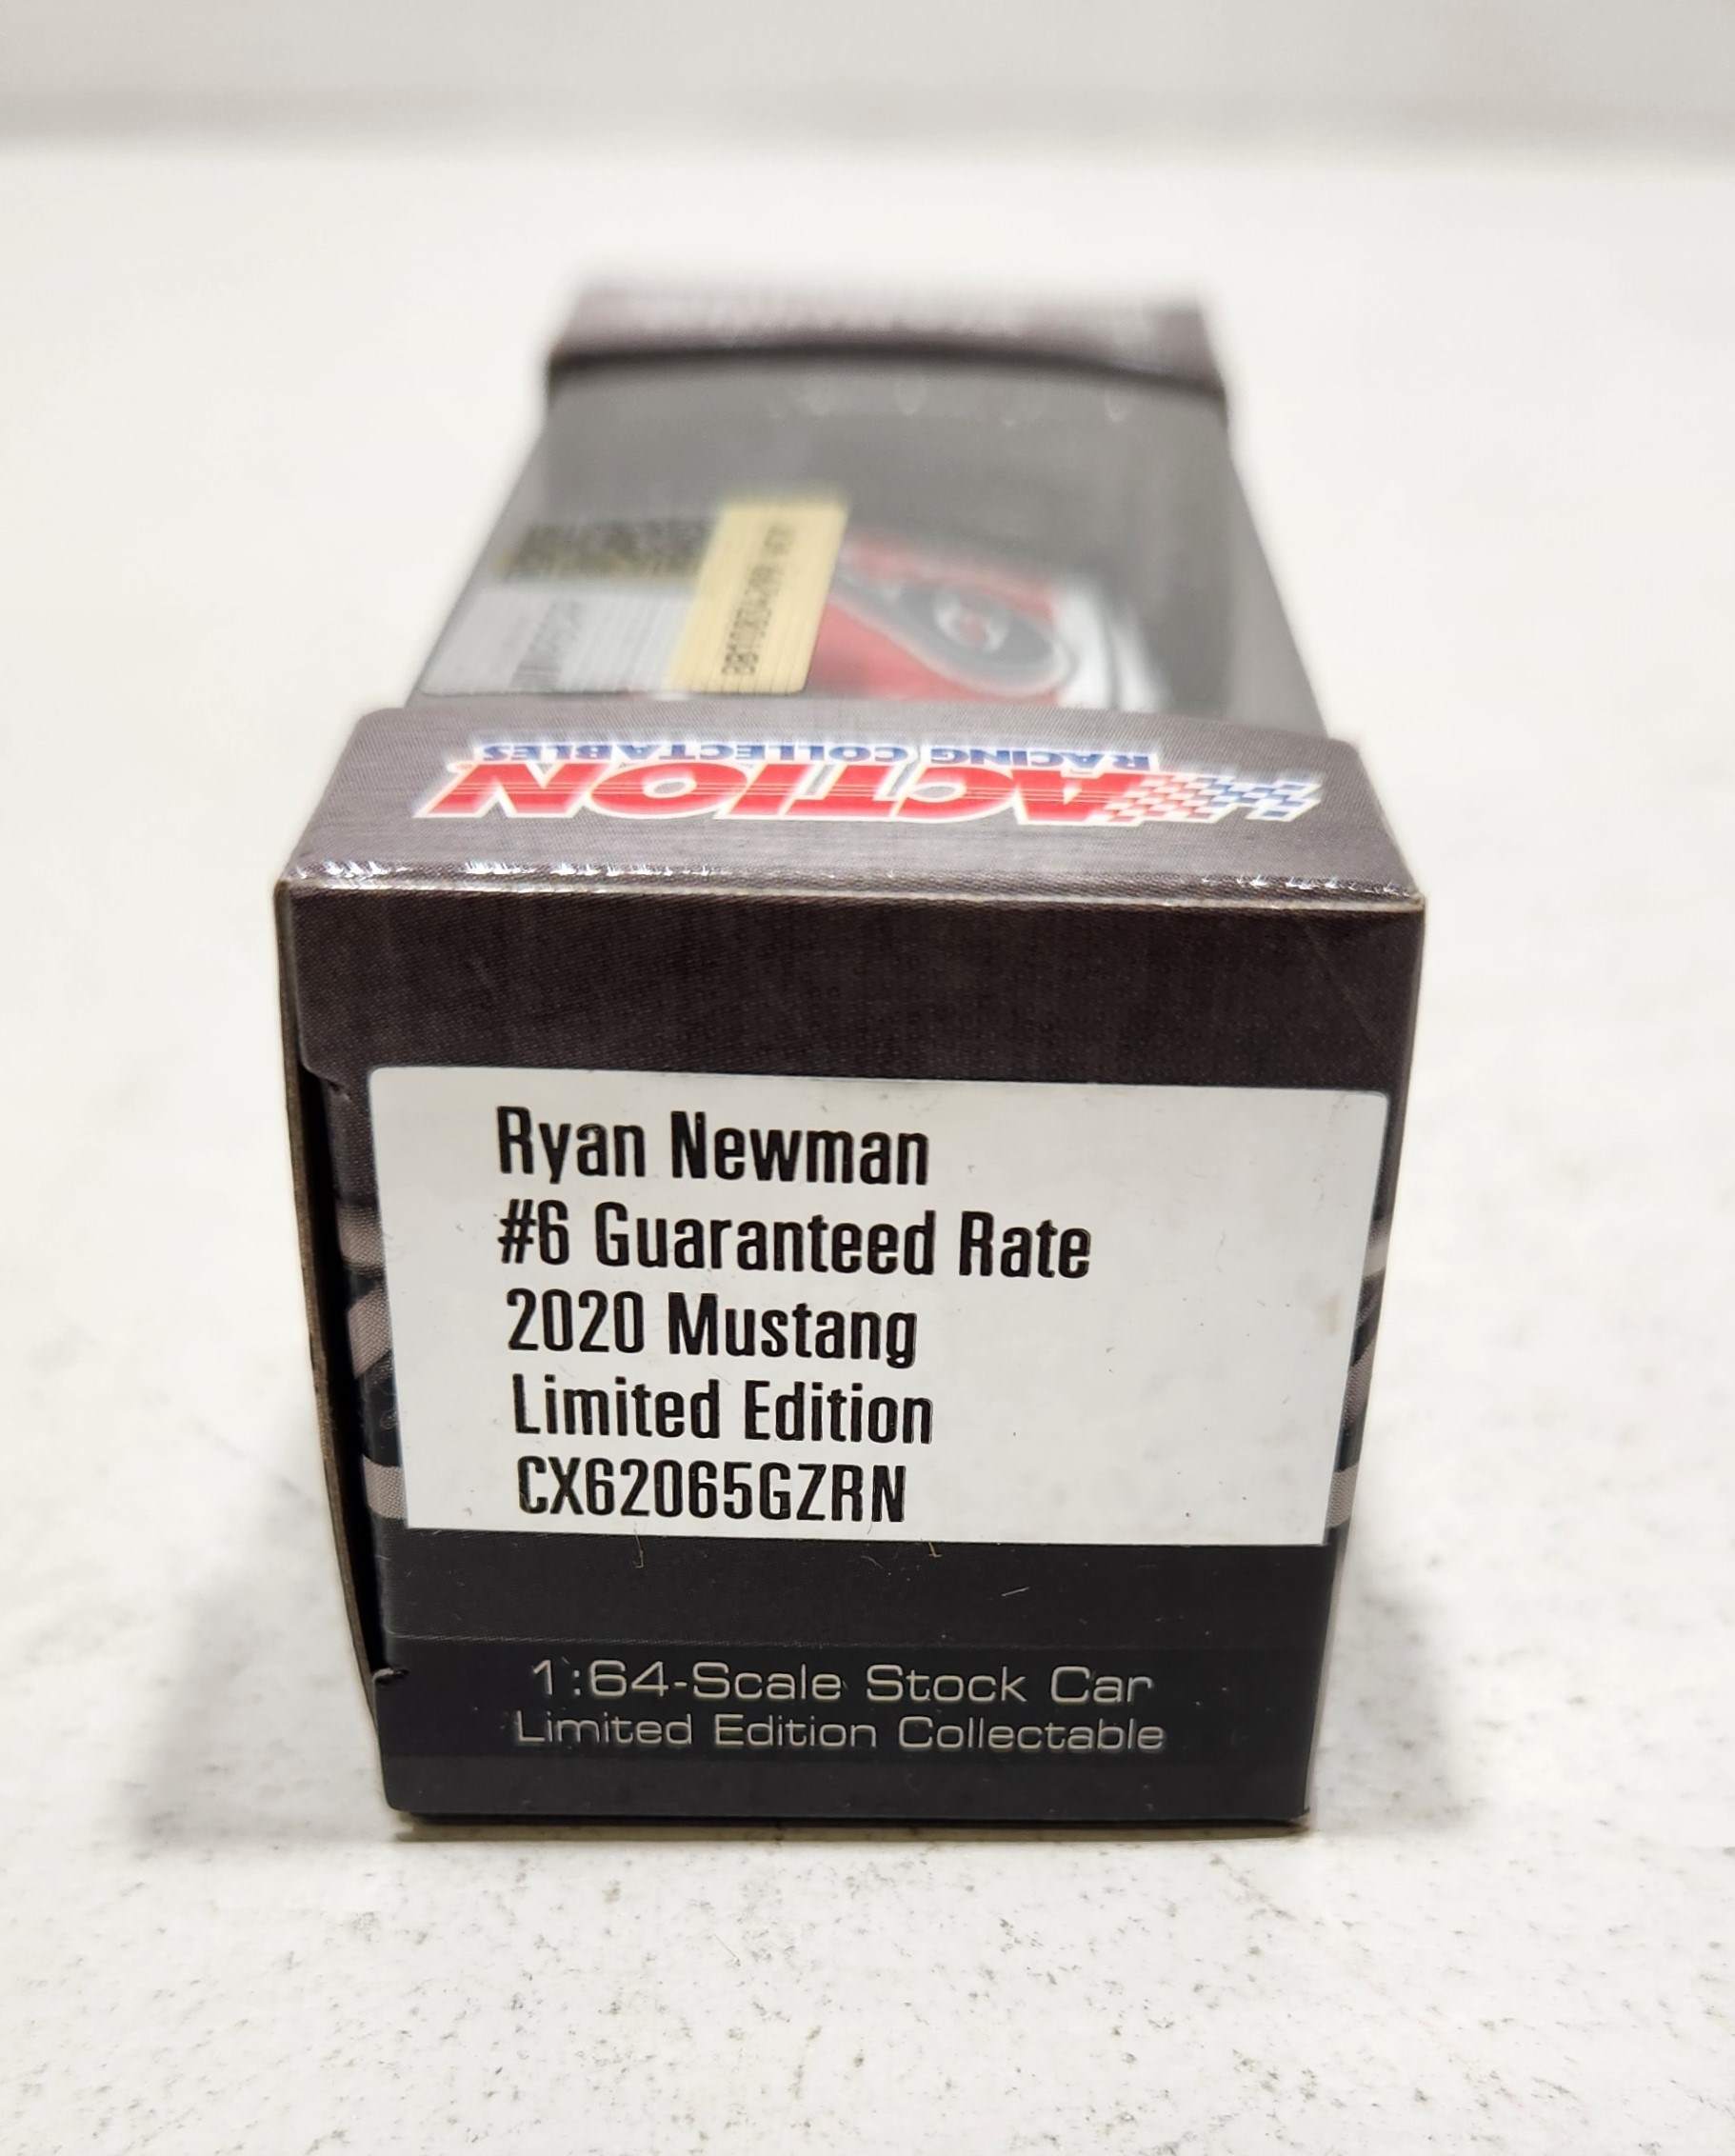 RACING COLLECTABLES
ACTION
Ryan Newman
#6 Guaranteed Rate
2020 Mustang
Limited Edition
CX62065GZRN
1:64-Scale Stock Car
Limited Edition Collectable